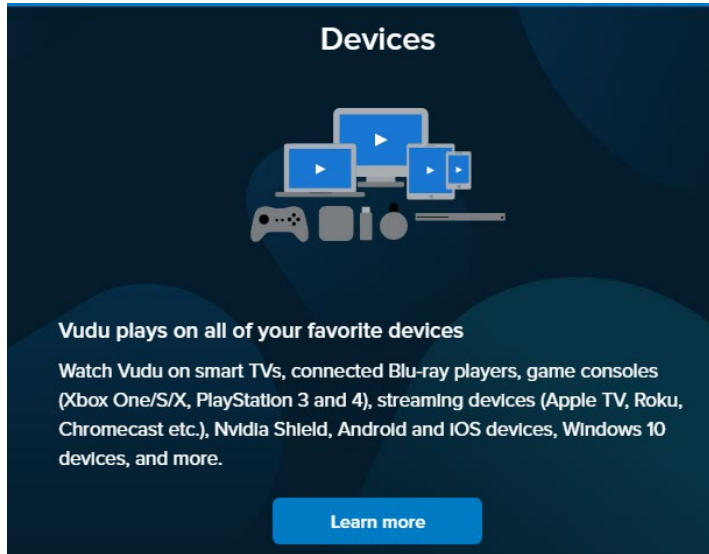 Devices
Vudu plays on all of your favorite devices
Watch Vudu on smart TVs, connected Blu-ray players, game consoles
(Xbox One/S/X, PlayStation 3 and 4), streaming devices (Apple TV, Roku,
Chromecast etc.), Nvidia Shield, Android and iOS devices, Windows 10
devices, and more.
Learn more